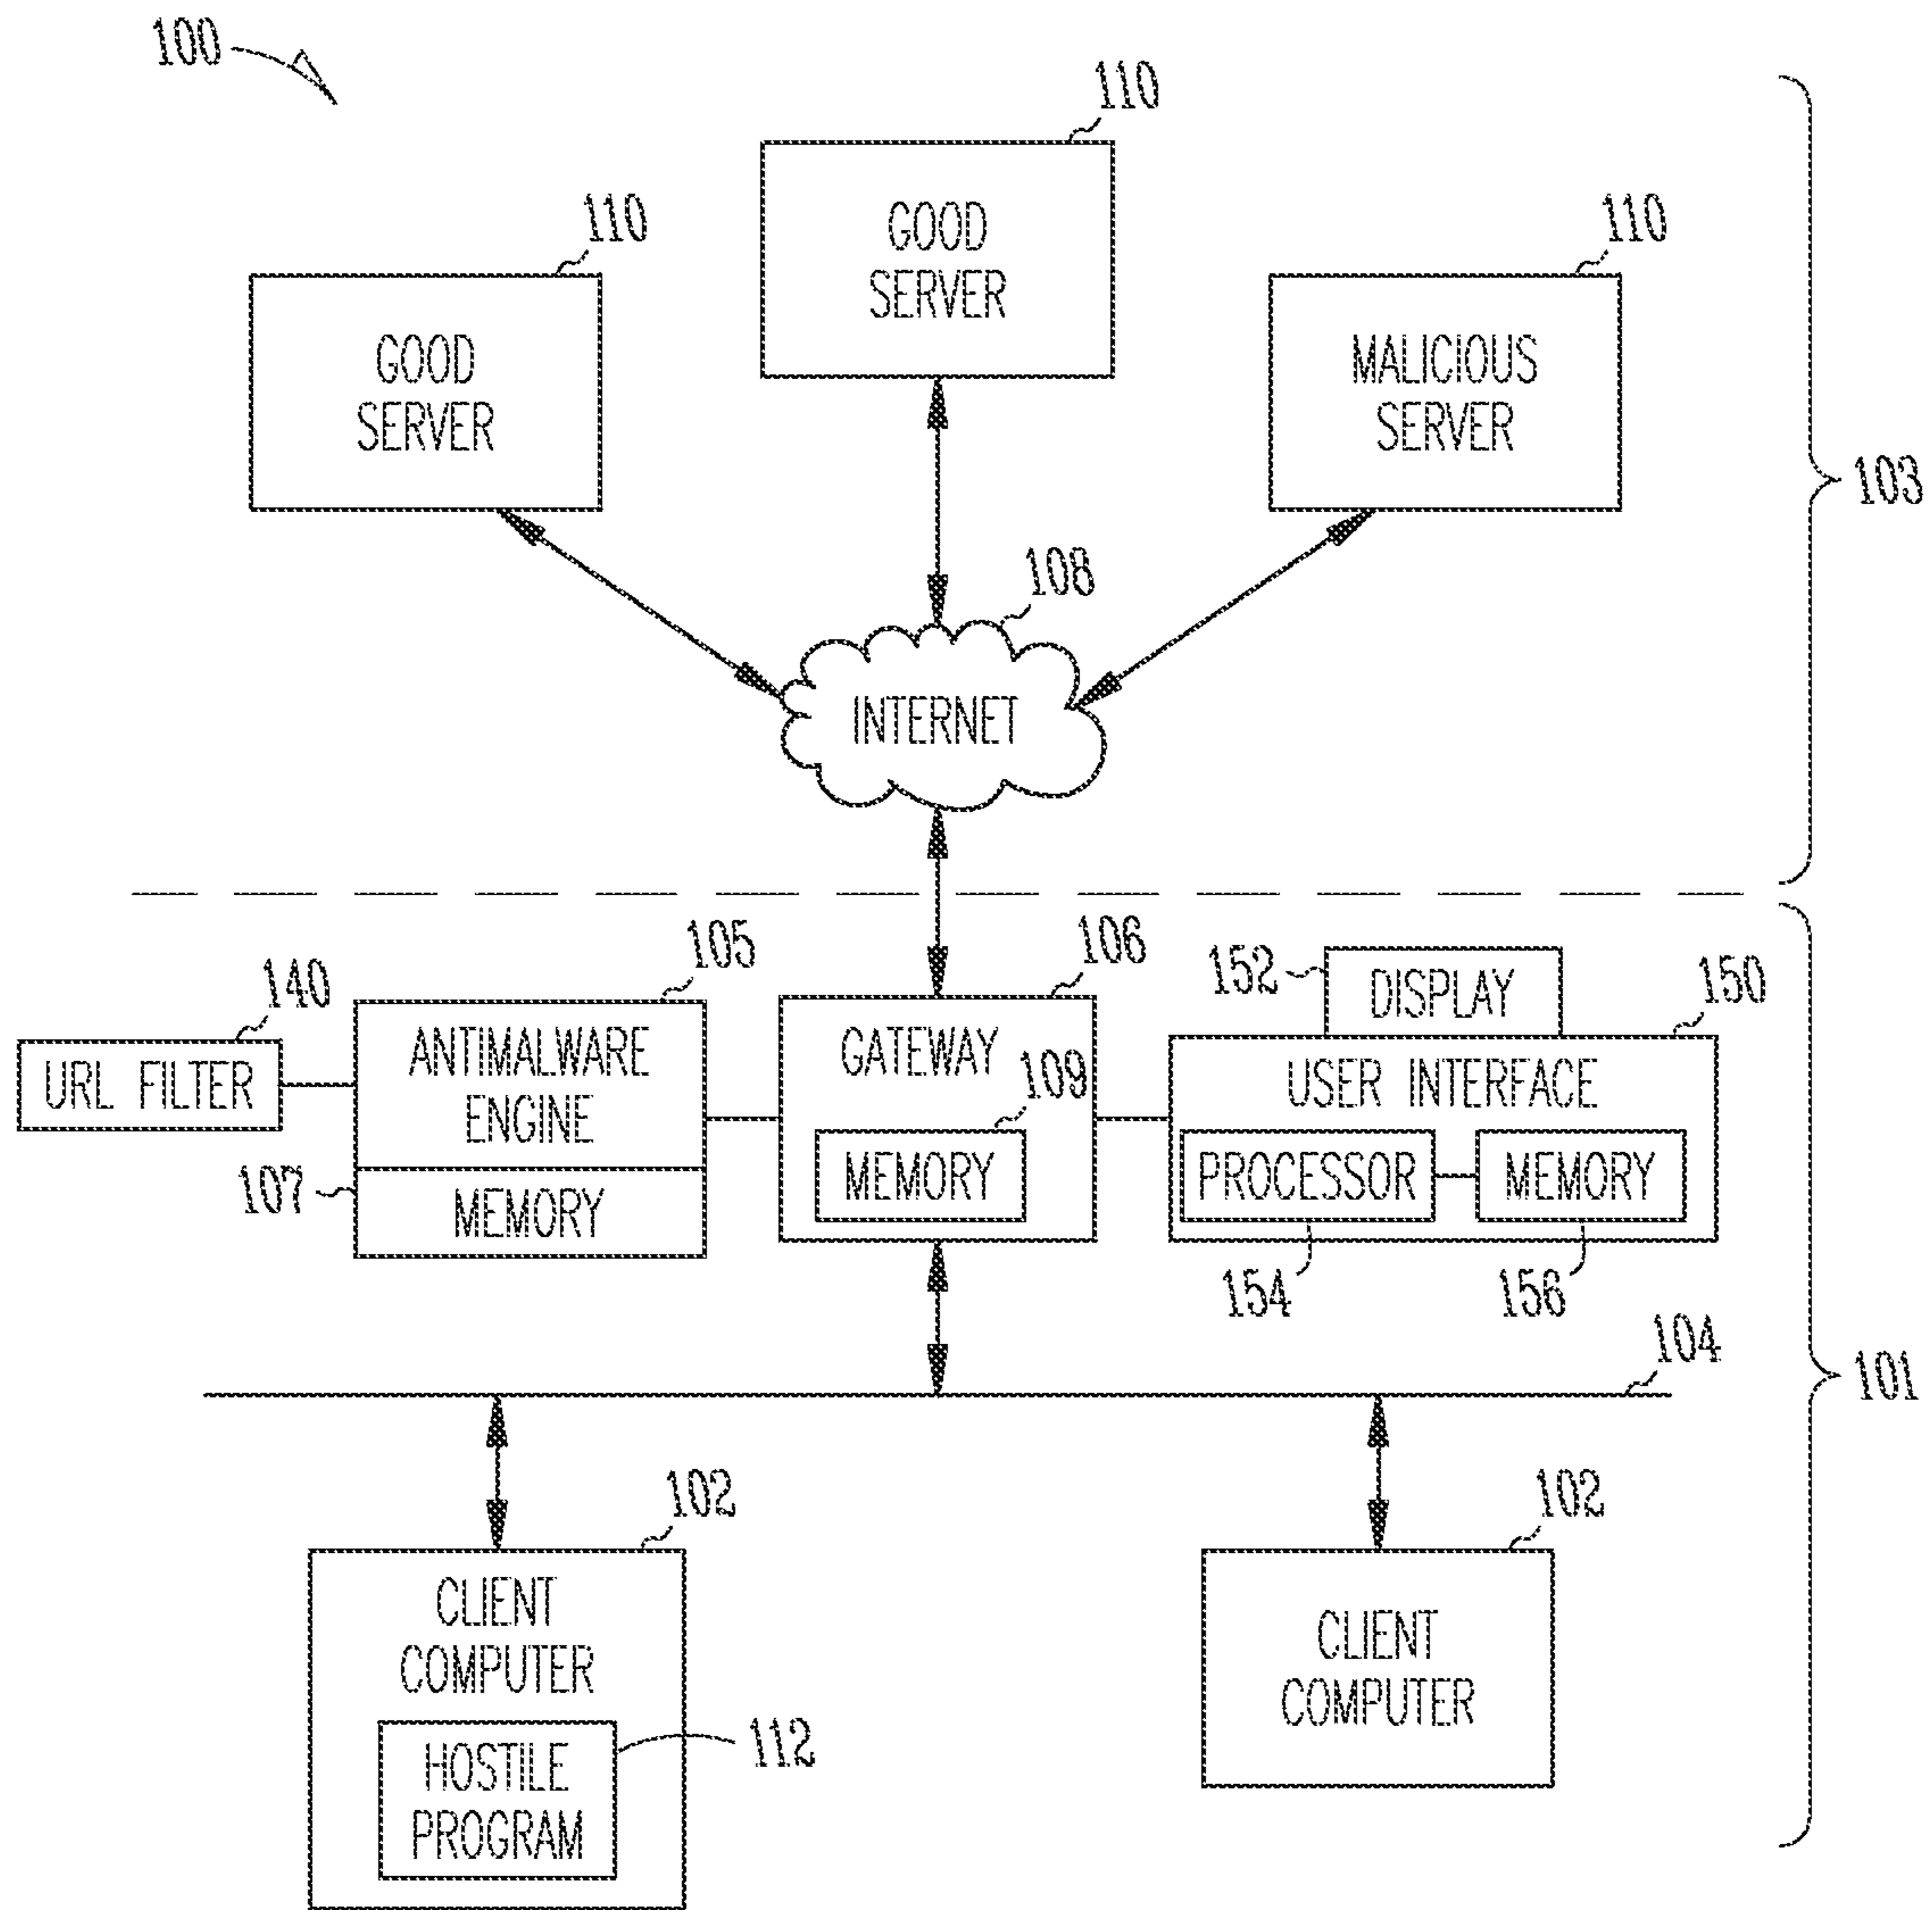 100
110
GOOD
SERVER
110
GOOD
SERVER
110
MALICIOUS
SERVER
103
108
INTERNET
105
106
152
DISPLAY
150
140
URL FILTER
ANTIMALWARE
ENGINE
107
MEMORY
GATEWAY
109
MEMORY
USER INTERFACE
PROCESSOR
MEMORY
154
156
104
101
102
CLIENT
COMPUTER
112
HOSTILE
PROGRAM
102
CLIENT
COMPUTER